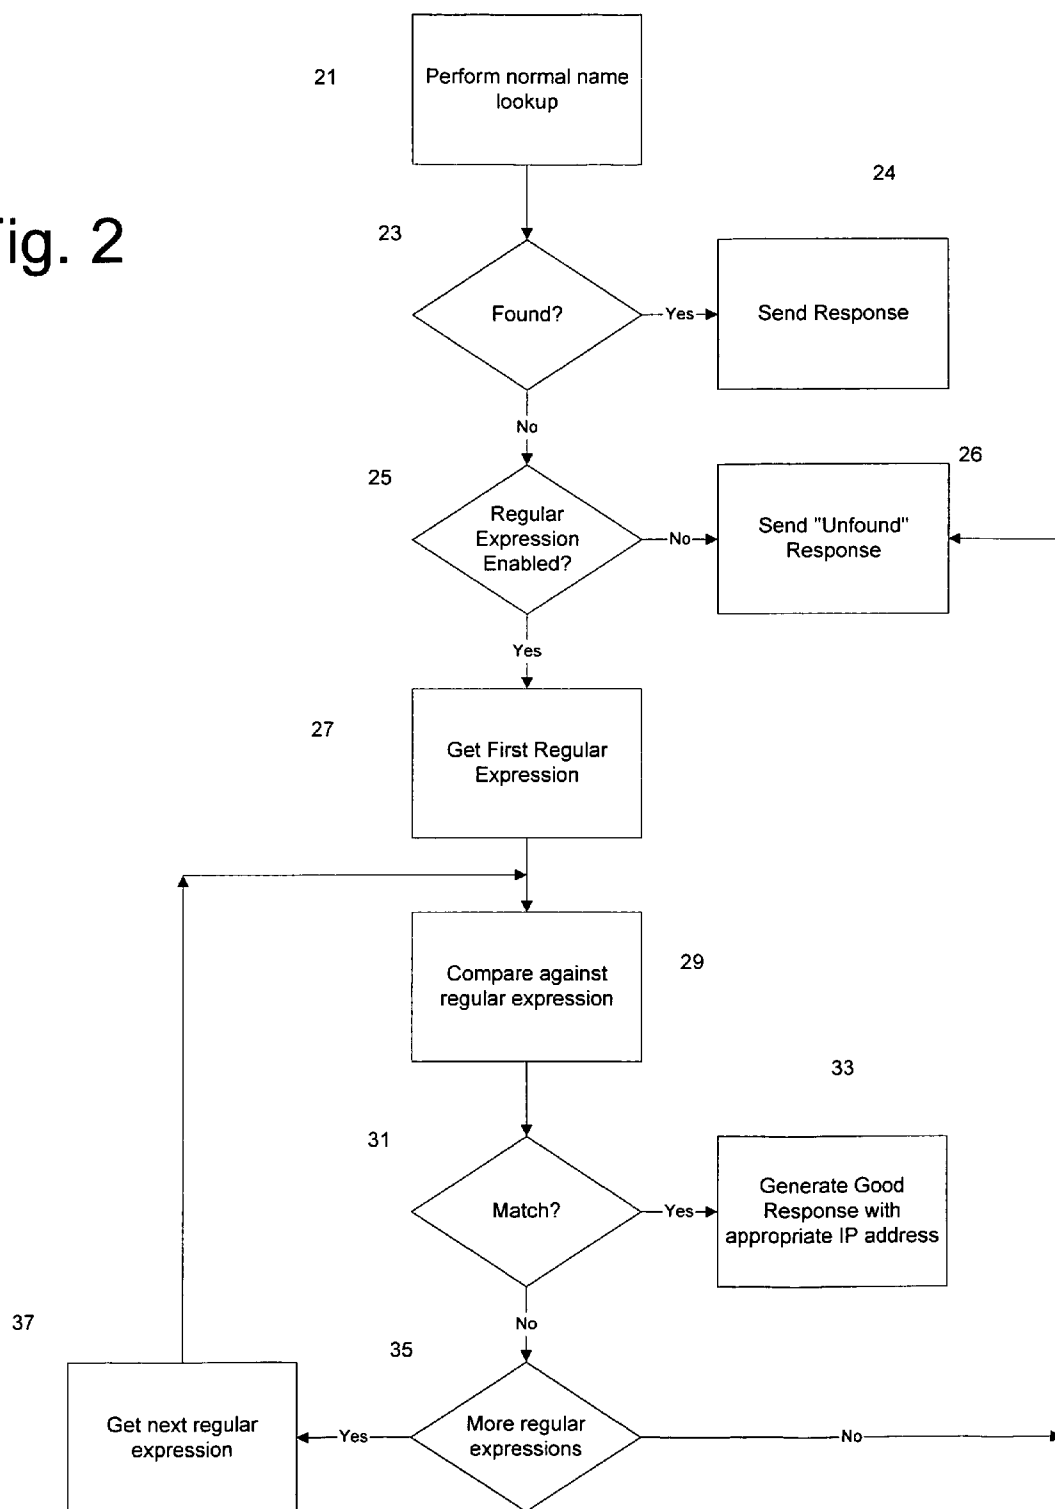 21
Perform normal name
lookup
24
ig. 2
23
Found?
Yes
Send Response
No
25
Regular
Expression
Enabled?
No
26
Send "Unfound"
Response
Yes
27
Get First Regular
Expression
Compare against
regular expression
29
33
31
Match?
Yes
Generate Good
Response with
appropriate IP address
No
37
35
Get next regular
expression
Yes
More regular
expressions
No